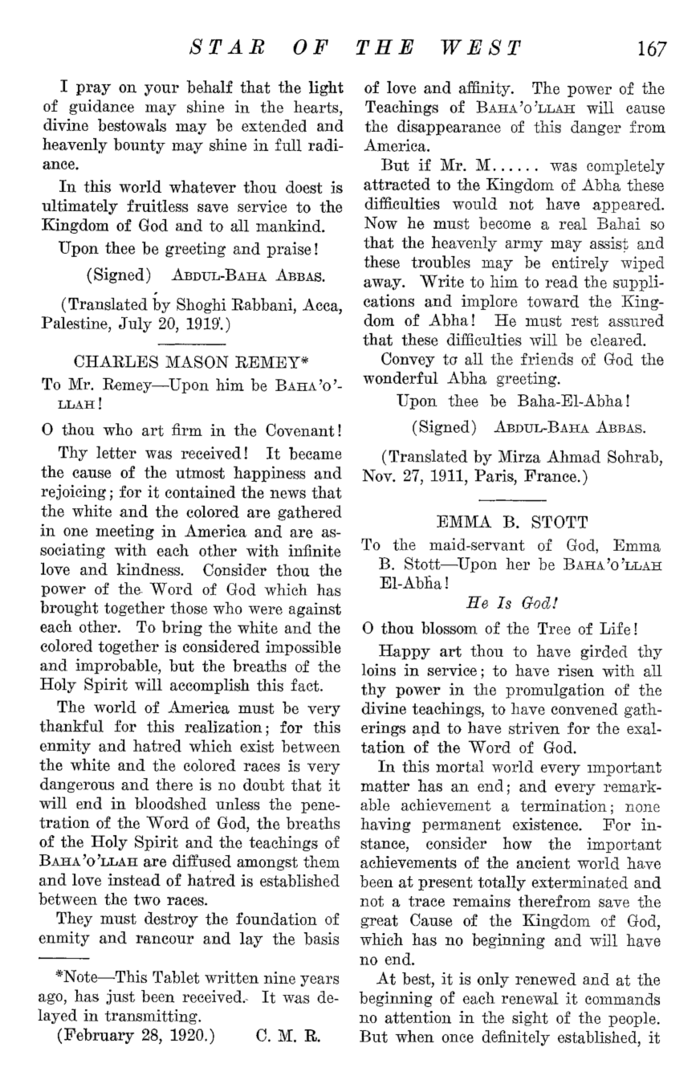 STAR OF THE WEST 167
I pray on your behalf that the light
of guidance may shine in the hearts,
divine bestowals may be extended and
heavenly bounty may shine in full radi-
ance.
In this world whatever thou doest is
ultimately fruitless save service to the
Kingdom of God and to all mankind.
Upon thee be greeting and praise!
(Signed) ABDUL-BAHA ABBAS.
(Translated by Shoghi Rabbani, Acca,
Palestine, July 20, 1919.)
CHARLES MASON REMEY*
To Mr. Remey—Upon him be BAHA'O'-
LLAH!
O thou who art firm in the Covenant!
Thy letter was received! It became
the cause of the utmost happiness and
rejoicing; for it contained the news that
the white and the colored are gathered
in one meeting in America and are as-
sociating with each other with infinite
love and kindness. Consider thou the
power of the Word of God which has
brought together those who were against
each other. To bring the white and the
colored together is considered impossible
and improbable, but the breaths of the
Holy Spirit will accomplish this fact.
The world of America must be very
thankful for this realization; for this
enmity and hatred which exist between
the white and the colored races is very
dangerous and there is no doubt that it
will end in bloodshed unless the pene-
tration of the Word of God, the breaths
of the Holy Spirit and the teachings of
BAHA'O'LLAH are diffused amongst them
and love instead of hatred is established
between the two races.
They must destroy the foundation of
enmity and rancour and lay the basis
*Note—This Tablet written nine years
ago, has just been received. It was de-
layed in transmitting.
(February 28, 1920.) C. M. R.
of love and affinity. The power of the
Teachings of BAHA'O'LLAH will cause
the disappearance of this danger from
America.
But if Mr. M...... was completely
attracted to the Kingdom of Abha these
difficulties would not have appeared.
Now he must become a real Bahai so
that the heavenly army may assist and
these troubles may be entirely wiped
away. Write to him to read the suppli-
cations and implore toward the King-
dom of Abha! He must rest assured
that these difficulties will be cleared.
Convey to all the friends of God the
wonderful Abha greeting.
Upon thee be Baha-El-Abha!
(Signed) ABDUL-BAHA ABBAS.
(Translated by Mirza Ahmad Sohrab,
Nov. 27, 1911, Paris, France.)
EMMA B. STOTT
To the maid-servant of God, Emma
B. Stott—Upon her be BAHA'O'LLAH
El-Abha!
He Is God!
O thou blossom of the Tree of Life!
Happy art thou to have girded thy
loins in service; to have risen with all
thy power in the promulgation of the
divine teachings, to have convened gath-
erings and to have striven for the exal-
tation of the Word of God.
In this mortal world every important
matter has an end; and every remark-
able achievement a termination; none
having permanent existence. For in-
stance, consider how the important
achievements of the ancient world have
been at present totally exterminated and
not a trace remains therefrom save the
great Cause of the Kingdom of God,
which has no beginning and will have
no end.
At best, it is only renewed and at the
beginning of each renewal it commands
no attention in the sight of the people.
But when once definitely established, it